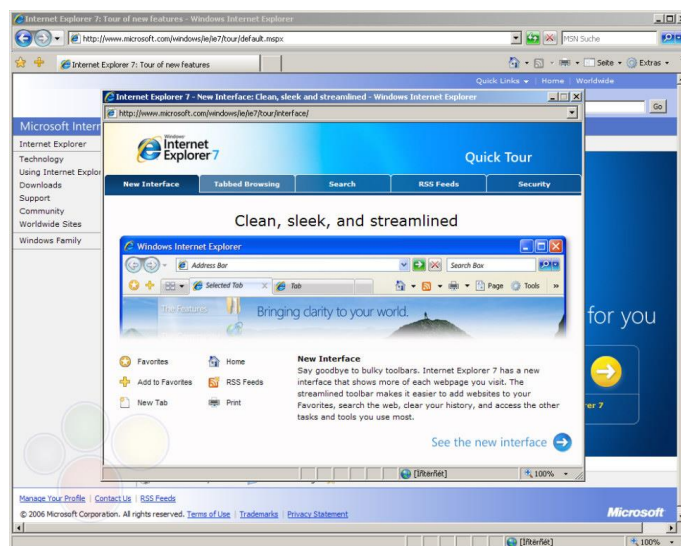 Internet Explorer 7: Tour of new features - Windows Internet Explorer
http://www.microsoft.com/windows/ie/ie7/tour/default.mspx
MSN Suche
Internet Explorer 7: Tour of new features
Seite
Extras
Quick Links
Home
Worldwide
Go
Microsoft Intern
Internet Explorer
Technology
Using Internet Explor
Downloads
Support
Community
Worldwide Sites
Windows Family
Internet Explorer 7 - New Interface: Clean, sleek and streamlined - Windows Internet Explorer
http://www.microsoft.com/windows/ie/ie7/tour/interface/
Windows
Internet
Explorer 7
Quick Tour
New Interface
Tabbed Browsing
Search
RSS Feeds
Security
Clean, sleek, and streamlined
Windows Internet Explorer
Address Bar
Search Box
Selected Tab
Tab
Page
Tools
The Features
Bringing clarity to your world.
Favorites
Home
Add to Favorites
RSS Feeds
New Tab
Print
New Interface
Say goodbye to bulky toolbars. Internet Explorer 7 has a new
interface that shows more of each webpage you visit. The
streamlined toolbar makes it easier to add websites to your
Favorites, search the web, clear your history, and access the other
tasks and tools you use most.
See the new interface
100%
for you
er 7
Manage Your Profile | Contact Us | RSS Feeds
© 2006 Microsoft Corporation. All rights reserved. Terms of Use | Trademarks | Privacy Statement
Microsoft
100%